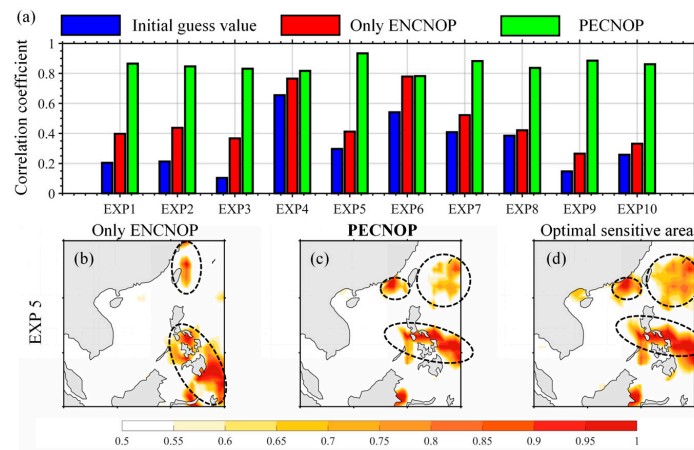 (a)
Initial guess value Only ENCNOP PECNOP
Correlation coefficient
1
0.8
0.6
0.4
0.2
0
EXP1 EXP2 EXP3 EXP4 EXP5 EXP6 EXP7 EXP8 EXP9 EXP10
Only ENCNOP PECNOP Optimal sensitive area
(b) (c) (d)
EXP 5
0.5 0.55 0.6 0.65 0.7 0.75 0.8 0.85 0.9 0.95 1